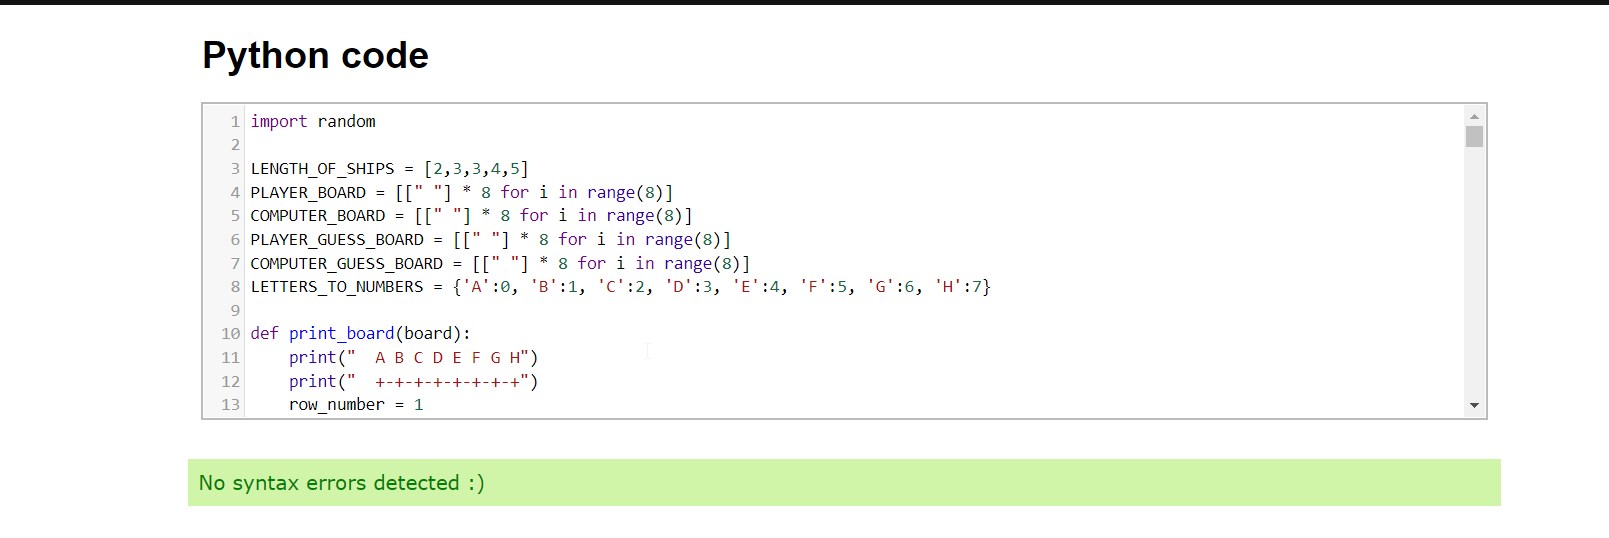 Python code
1 import random
2
3 LENGTH_OF_SHIPS = [2,3,3,4,5]
4 PLAYER_BOARD = [[" "] * 8 for i in range(8)]
5 COMPUTER_BOARD = [[" "] * 8 for i in range(8)]
6 PLAYER_GUESS_BOARD = [[" "] * 8 for i in range(8)]
7 COMPUTER_GUESS_BOARD = [[" "] * 8 for i in range(8)]
8 LETTERS_TO_NUMBERS = {'A':0, 'B':1, 'C':2, 'D':3, 'E':4, 'F':5, 'G':6, 'H':7}
9
10 def print_board(board):
11     print("  A B C D E F G H")
12     print("  +-+-+-+-+-+-+-+")
13     row_number = 1
No syntax errors detected :)